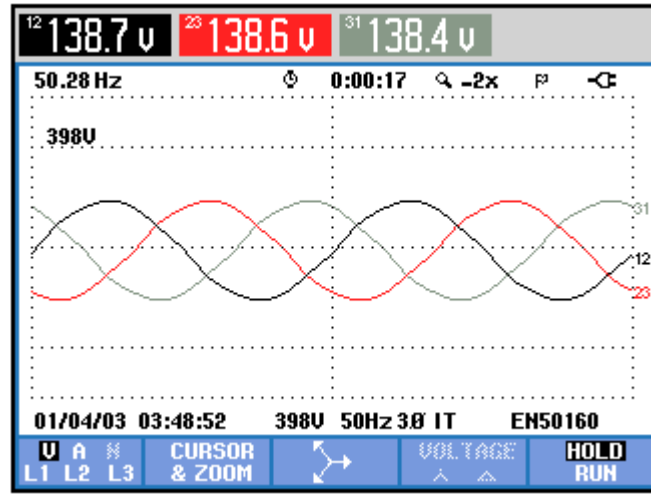 12 138.7 V 23 138.6 V 31 138.4 V
50.28 Hz 0:00:17 -2x
398V
31
12
23
01/04/03 03:48:52 398V 50Hz 3Ø IT EN50160
V A N CURSOR VOLTAGE HOLD
L1 L2 L3 & ZOOM RUN